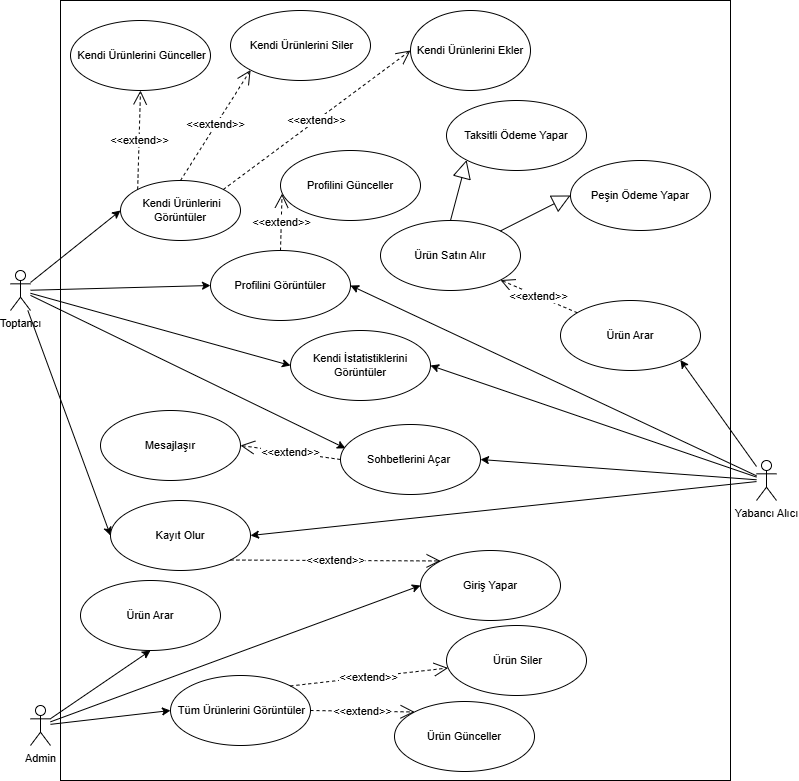 Kendi Ürünlerini Günceller
Kendi Ürünlerini Siler
Kendi Ürünlerini Ekler
<<extend>>
<<extend>>
<<extend>>
Taksitli Ödeme Yapar
Profilini Günceller
Peşin Ödeme Yapar
Kendi Ürünlerini
Görüntüler
<<extend>>
Ürün Satın Alır
Profilini Görüntüler
<<extend>>
Toptancı
Ürün Arar
Kendi İstatistiklerini
Görüntüler
Mesajlaşır
<<extend>>
Sohbetlerini Açar
Yabancı Alıcı
Kayıt Olur
<<extend>>
Giriş Yapar
Ürün Arar
Ürün Siler
<<extend>>
Tüm Ürünlerini Görüntüler
<<extend>>
Ürün Günceller
Admin